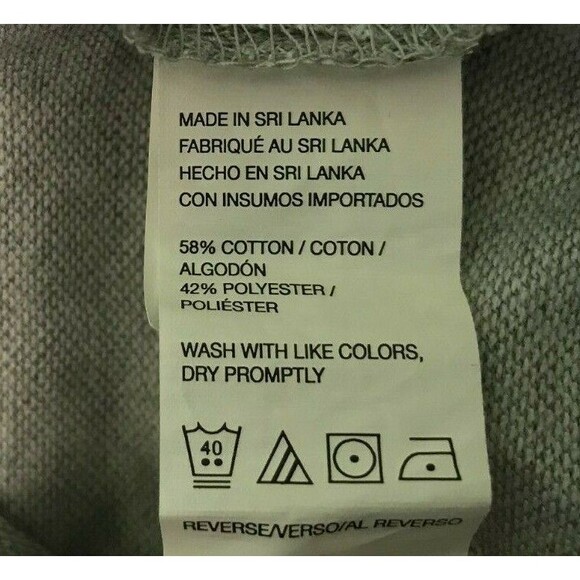 MADE IN SRI LANKA
FABRIQUÉ AU SRI LANKA
HECHO EN SRI LANKA
CON INSUMOS IMPORTADOS
58% COTTON / COTON /
ALGODÓN
42% POLYESTER /
POLIÉSTER
WASH WITH LIKE COLORS,
DRY PROMPTLY
40
REVERSE/VERSO/AL REVERSO